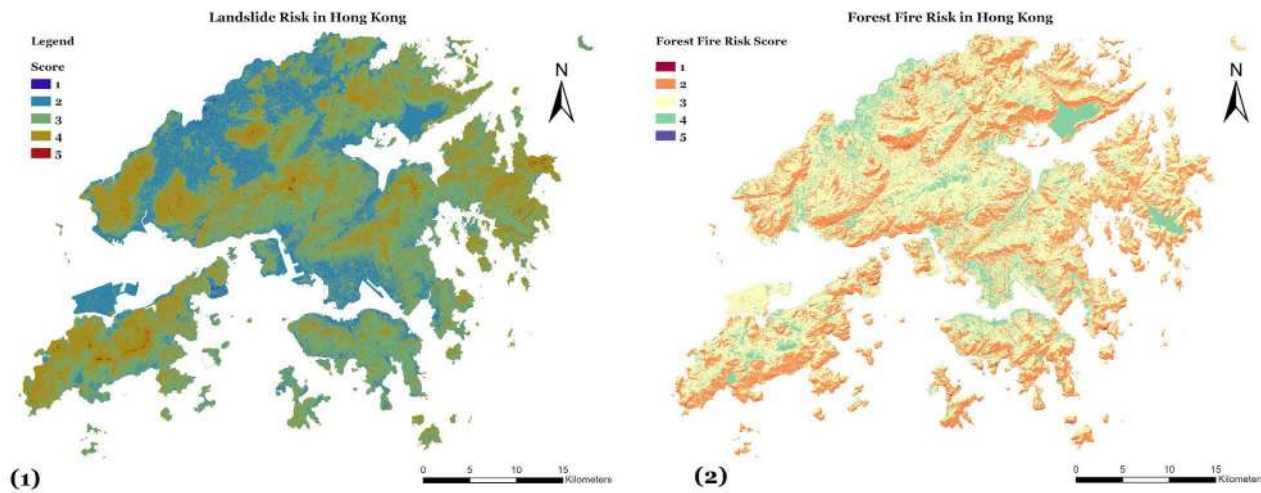 Landslide Risk in Hong Kong
Legend
Score
1
2
3
4
5
N
0 5 10 15
Kilometers
(1)
Forest Fire Risk in Hong Kong
Forest Fire Risk Score
1
2
3
4
5
N
0 5 10 15
Kilometers
(2)